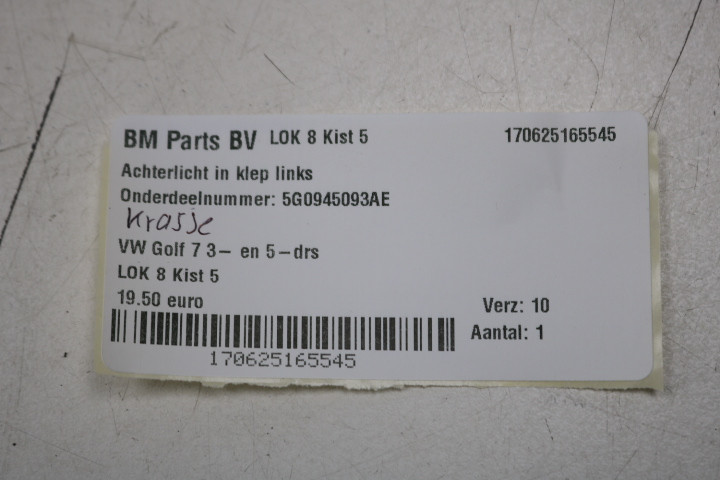 BM Parts BV LOK 8 Kist 5 170625165545
Achterlicht in klep links
Onderdeelnummer: 5G0945093AE
Krasje
VW Golf 7 3- en 5-drs
LOK 8 Kist 5
19.50 euro Verz: 10
Aantal: 1
170625165545